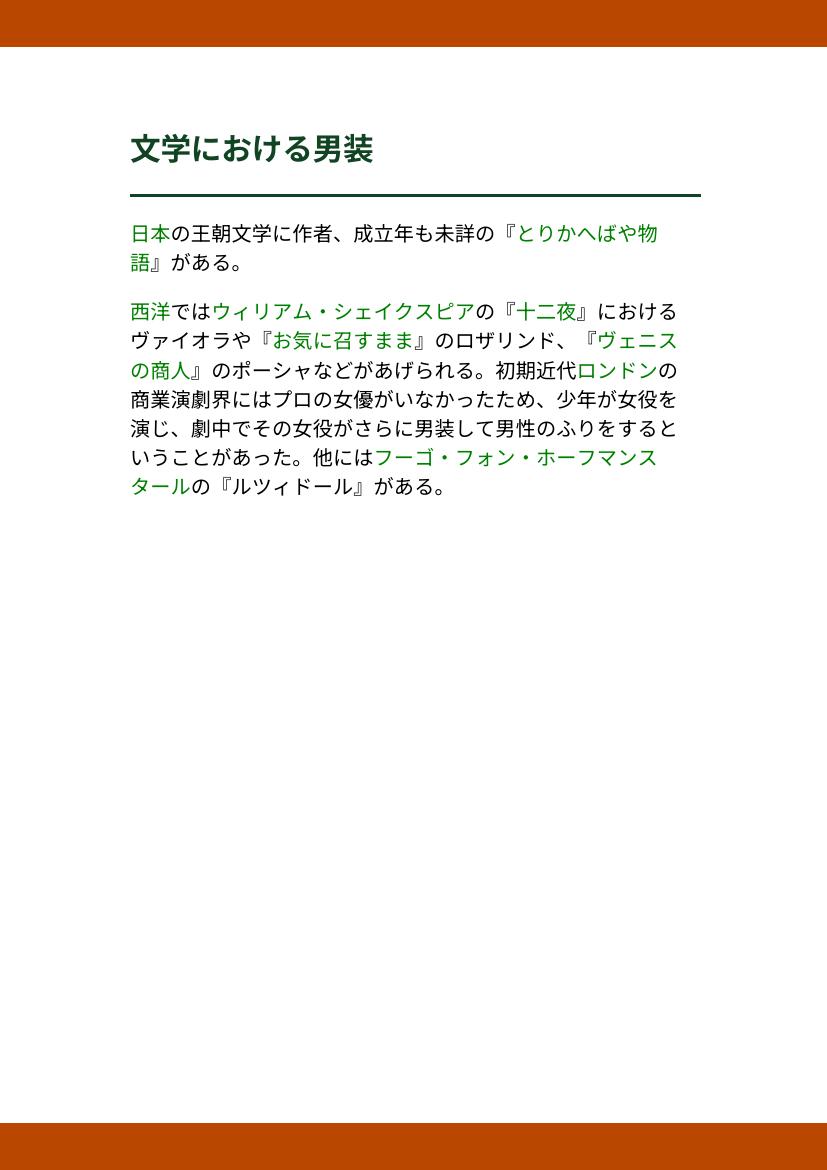 文学における男装
日本の王朝文学に作者、成立年も未詳の『とりかへばや物
語』がある。
西洋ではウィリアム・シェイクスピアの『十二夜』における
ヴァイオラや『お気に召すまま』のロザリンド、『ヴェニス
の商人』のポーシャなどがあげられる。初期近代ロンドンの
商業演劇界にはプロの女優がいなかったため、少年が女役を
演じ、劇中でその女役がさらに男装して男性のふりをすると
いうことがあった。他にはフーゴ・フォン・ホーフマンス
タールの『ルツィドール』がある。